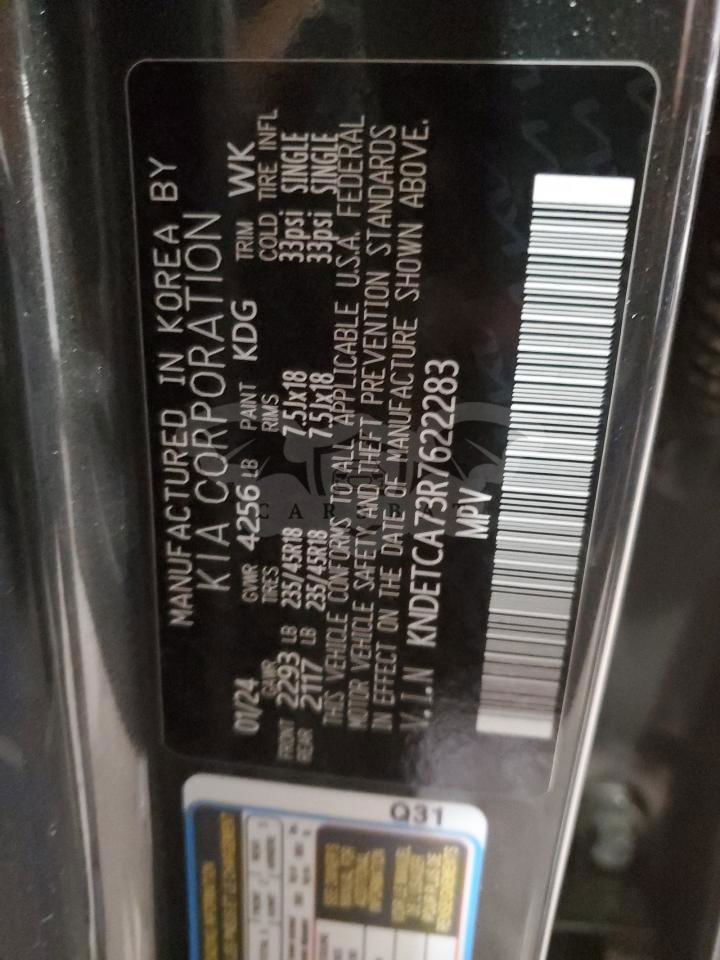 MANUFACTURED IN KOREA BY
KIA CORPORATION
01/24 GVWR 4256 LB PAINT KDG TRIM WK
GAWR TIRES RIMS COLD TIRE INFL
FRONT 2293 LB 235/45R18 7.5Jx18 33psi SINGLE
REAR 2117 LB 235/45R18 7.5Jx18 33psi SINGLE
THIS VEHICLE CONFORMS TO ALL APPLICABLE U.S.A. FEDERAL
MOTOR VEHICLE SAFETY AND THEFT PREVENTION STANDARDS
IN EFFECT ON THE DATE OF MANUFACTURE SHOWN ABOVE.
V.I.N KNDETCA73R7622283
MPV
CARSBAT
Q31